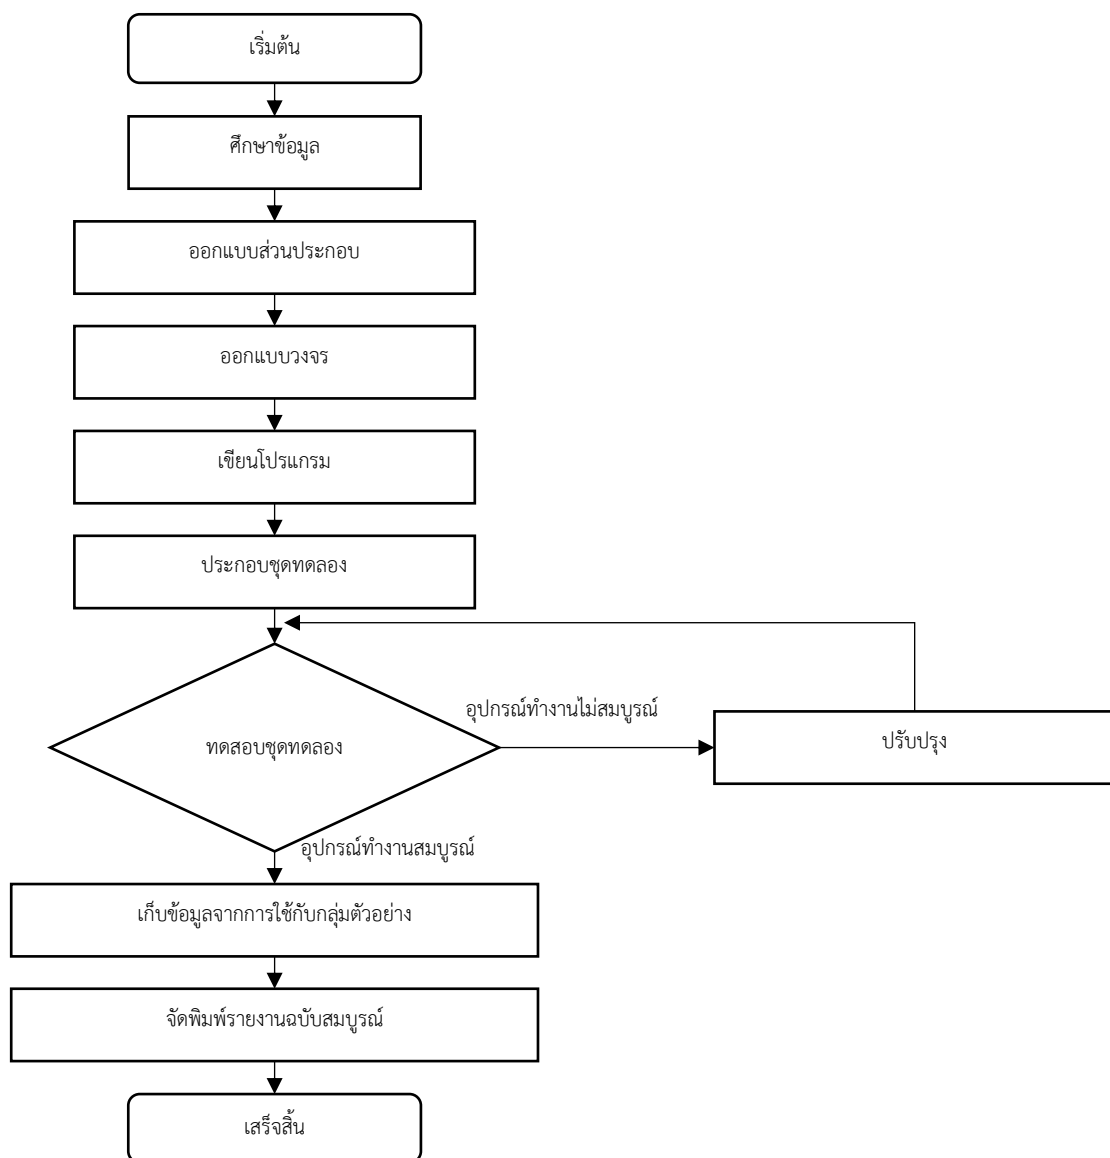 เริ่มต้น
ศึกษาข้อมูล
ออกแบบส่วนประกอบ
ออกแบบวงจร
เขียนโปรแกรม
ประกอบชุดทดลอง
อุปกรณ์ทำงานไม่สมบูรณ์
ทดสอบชุดทดลอง
ปรับปรุง
อุปกรณ์ทำงานสมบูรณ์
เก็บข้อมูลจากการใช้กับกลุ่มตัวอย่าง
จัดพิมพ์รายงานฉบับสมบูรณ์
เสร็จสิ้น